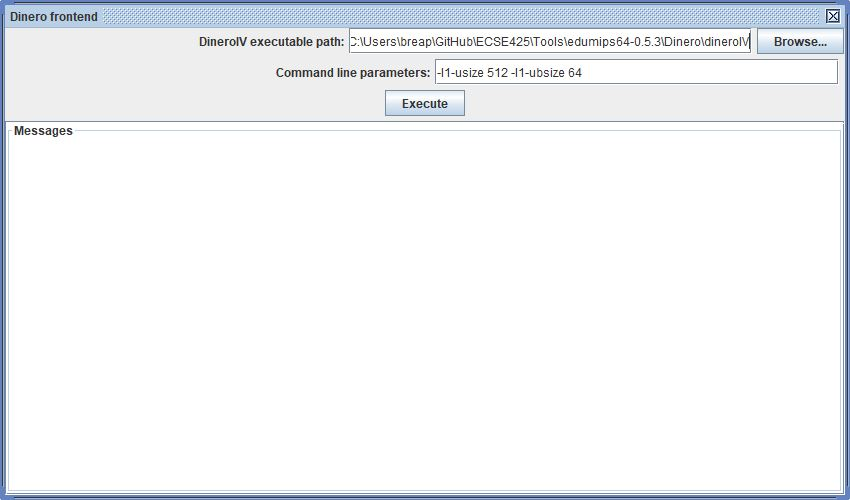 Dinero frontend
DineroIV executable path: C:\Users\breap\GitHub\ECSE425\Tools\edumips64-0.5.3\Dinero\dineroIV Browse...
Command line parameters: -l1-usize 512 -l1-ubsize 64
Execute
Messages